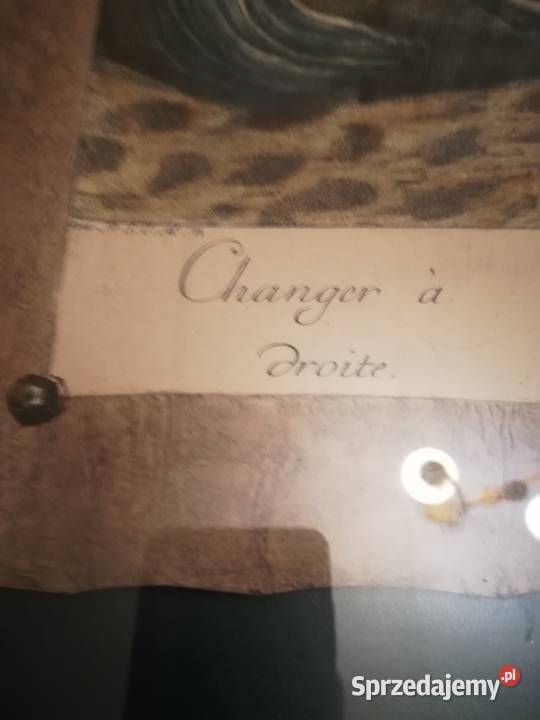 Changer à
droite.
Sprzedajemy.pl